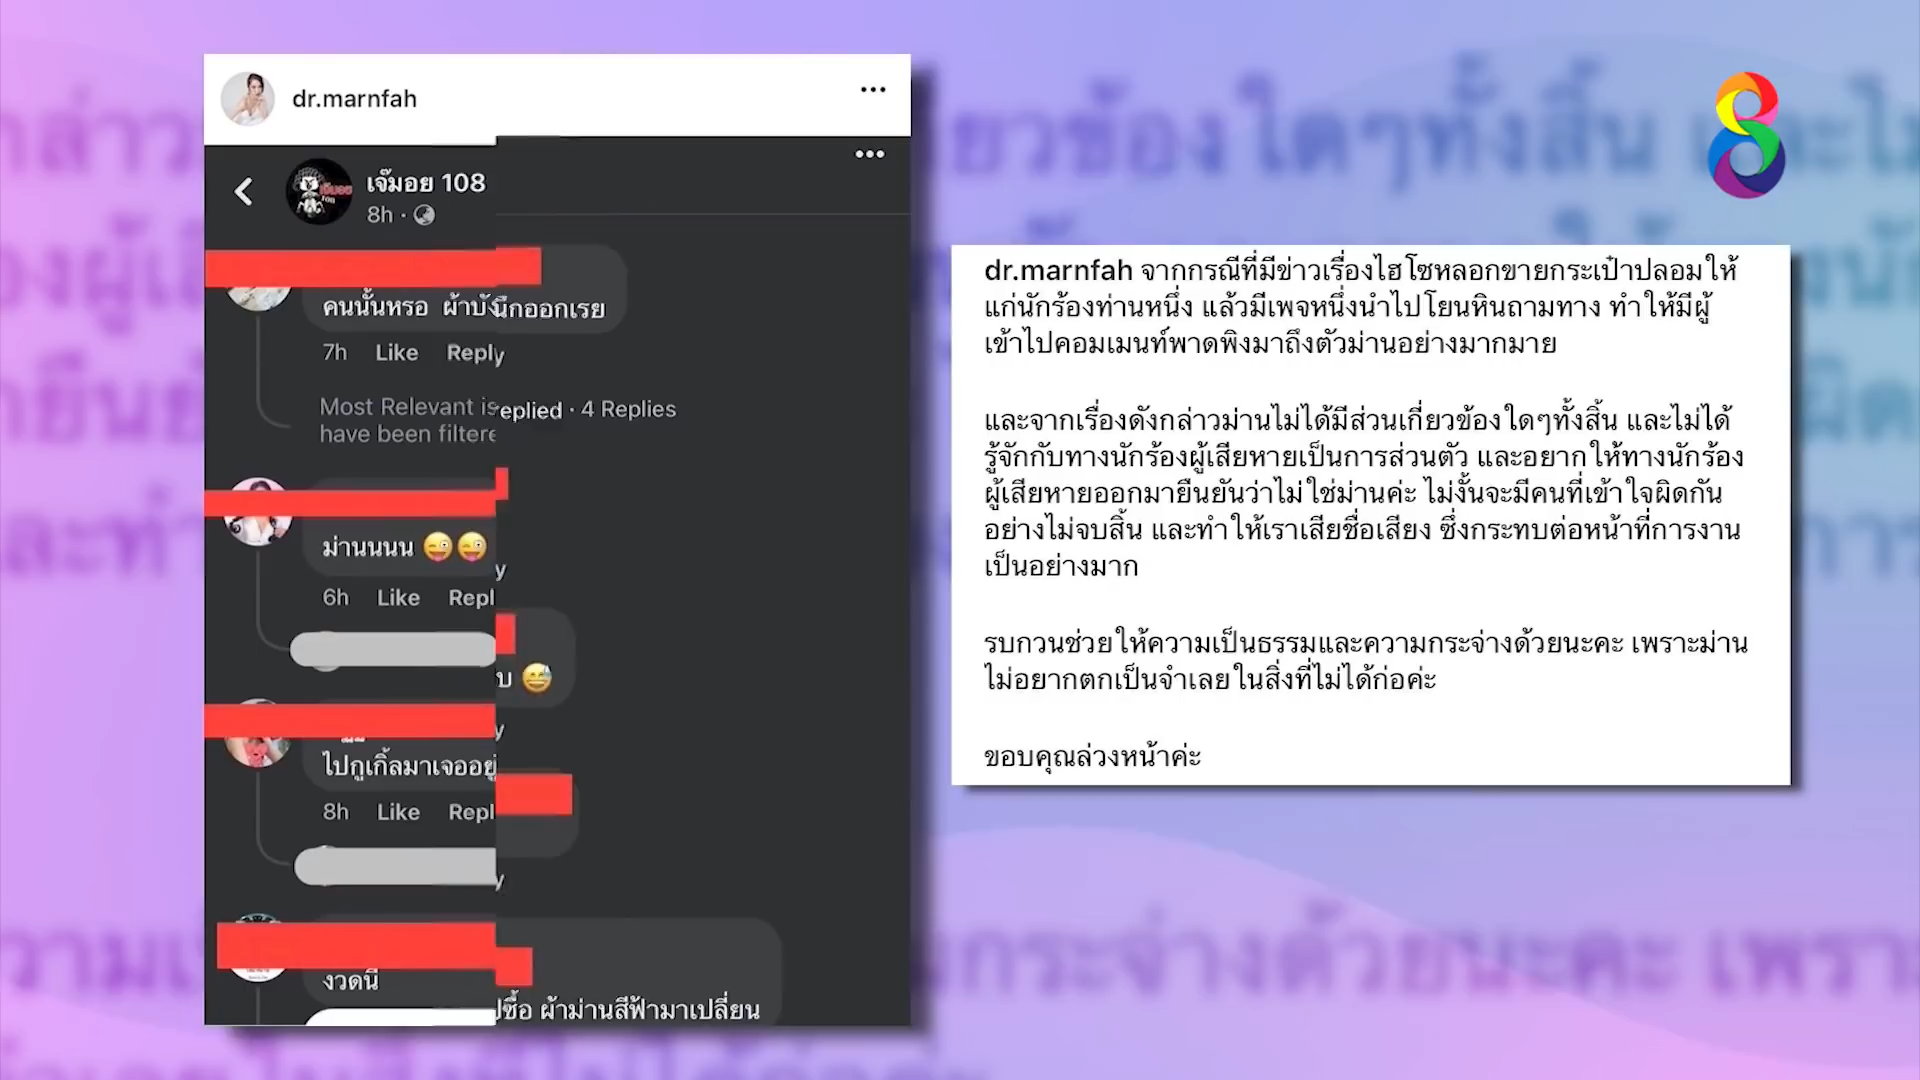 dr.marnfah
เจ๊มอย 108
8h
คนนั้นหรอ ผ้าบังนึกออกเรย
7h Like Reply
Most Relevant is replied · 4 Replies
have been filtere
ม่านนนน 😜😜
6h Like Repl
บ 😅
ไปกูเกิ้ลมาเจออยู่
8h Like Repl
งวดนี้
ปซื้อ ผ้าม่านสีฟ้ามาเปลี่ยน
dr.marnfah จากกรณีที่มีข่าวเรื่องไฮโซหลอกขายกระเป๋าปลอมให้
แก่นักร้องท่านหนึ่ง แล้วมีเพจหนึ่งนำไปโยนหินถามทาง ทำให้มีผู้
เข้าไปคอมเมนท์พาดพิงมาถึงตัวม่านอย่างมากมาย
และจากเรื่องดังกล่าวม่านไม่ได้มีส่วนเกี่ยวข้องใดๆทั้งสิ้น และไม่ได้
รู้จักกับทางนักร้องผู้เสียหายเป็นการส่วนตัว และอยากให้ทางนักร้อง
ผู้เสียหายออกมายืนยันว่าไม่ใช่ม่านค่ะ ไม่งั้นจะมีคนที่เข้าใจผิดกัน
อย่างไม่จบสิ้น และทำให้เราเสียชื่อเสียง ซึ่งกระทบต่อหน้าที่การงาน
เป็นอย่างมาก
รบกวนช่วยให้ความเป็นธรรมและความกระจ่างด้วยนะคะ เพราะม่าน
ไม่อยากตกเป็นจำเลยในสิ่งที่ไม่ได้ก่อค่ะ
ขอบคุณล่วงหน้าค่ะ